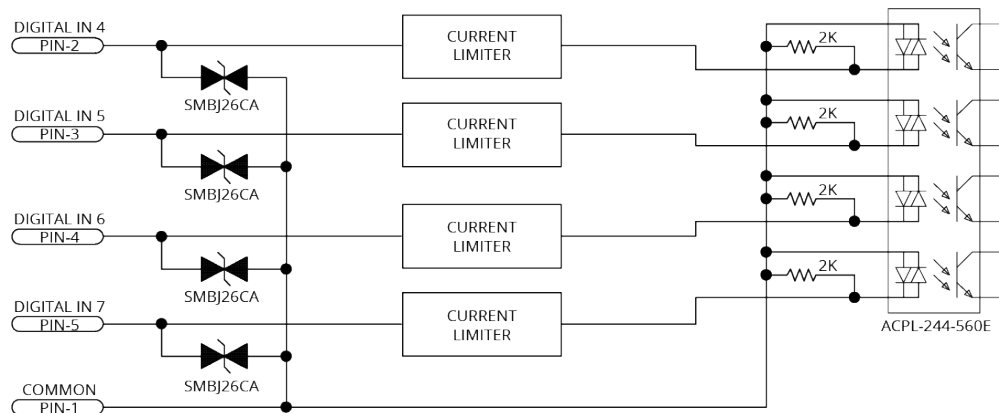 DIGITAL IN 4
PIN-2
CURRENT
LIMITER
2K
SMBJ26CA
DIGITAL IN 5
PIN-3
CURRENT
LIMITER
2K
SMBJ26CA
DIGITAL IN 6
PIN-4
CURRENT
LIMITER
2K
SMBJ26CA
DIGITAL IN 7
PIN-5
CURRENT
LIMITER
2K
ACPL-244-560E
SMBJ26CA
COMMON
PIN-1